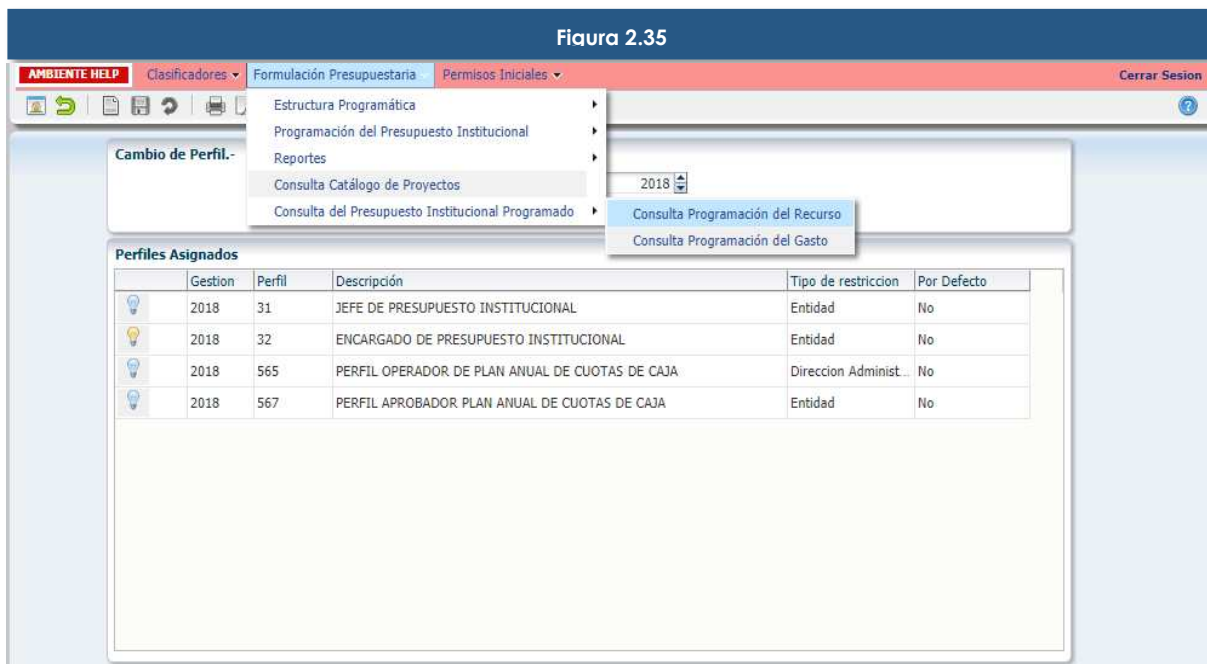 Figura 2.35
AMBIENTE HELP Clasificadores Formulación Presupuestaria Permisos Iniciales Cerrar Sesion
Estructura Programática
Programación del Presupuesto Institucional
Cambio de Perfil.-
Reportes
Consulta Catálogo de Proyectos 2018
Consulta del Presupuesto Institucional Programado Consulta Programación del Recurso
Consulta Programación del Gasto
Perfiles Asignados
Gestion Perfil Descripción Tipo de restriccion Por Defecto
2018 31 JEFE DE PRESUPUESTO INSTITUCIONAL Entidad No
2018 32 ENCARGADO DE PRESUPUESTO INSTITUCIONAL Entidad No
2018 565 PERFIL OPERADOR DE PLAN ANUAL DE CUOTAS DE CAJA Direccion Administ... No
2018 567 PERFIL APROBADOR PLAN ANUAL DE CUOTAS DE CAJA Entidad No